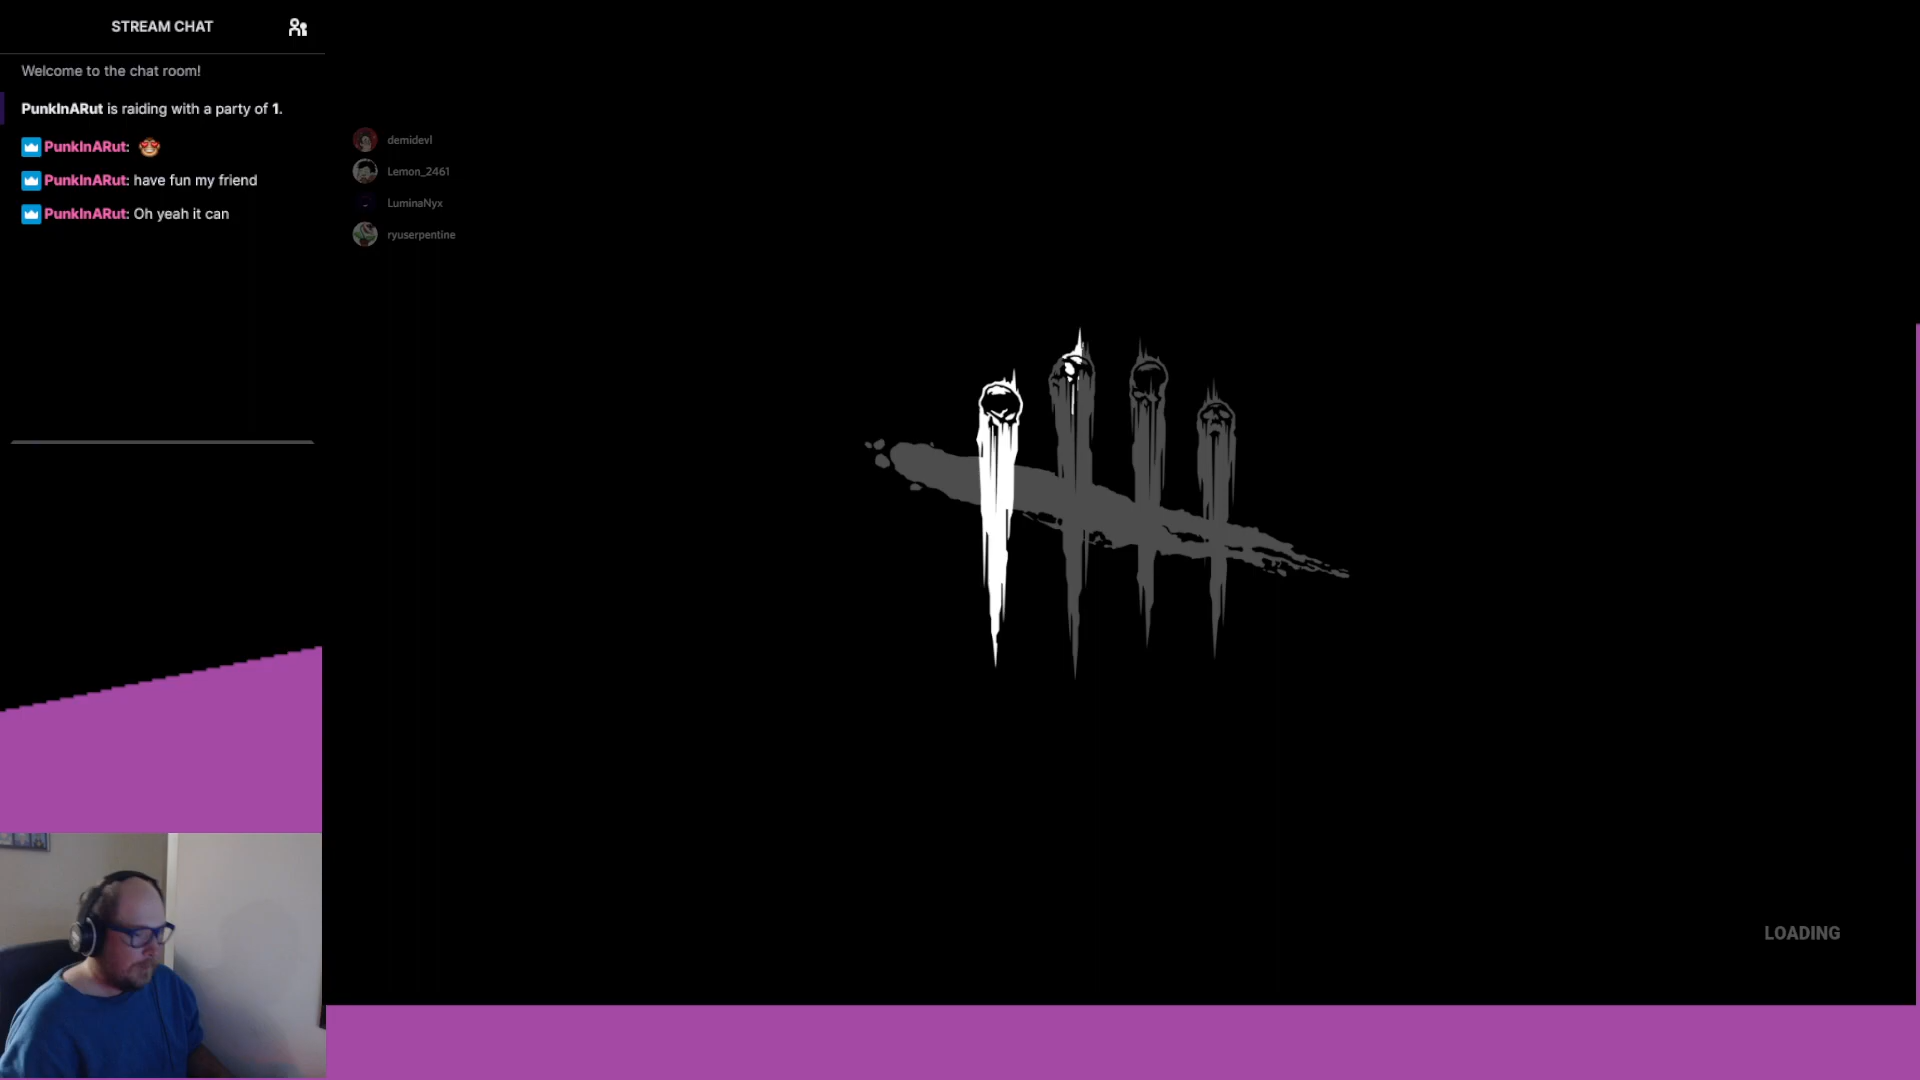 STREAM CHAT
Welcome to the chat room!
PunkInARut is raiding with a party of 1.
PunkInARut:
PunkInARut: have fun my friend
PunkInARut: Oh yeah it can
demidevl
Lemon_2461
LuminaNyx
ryuserpentine
LOADING